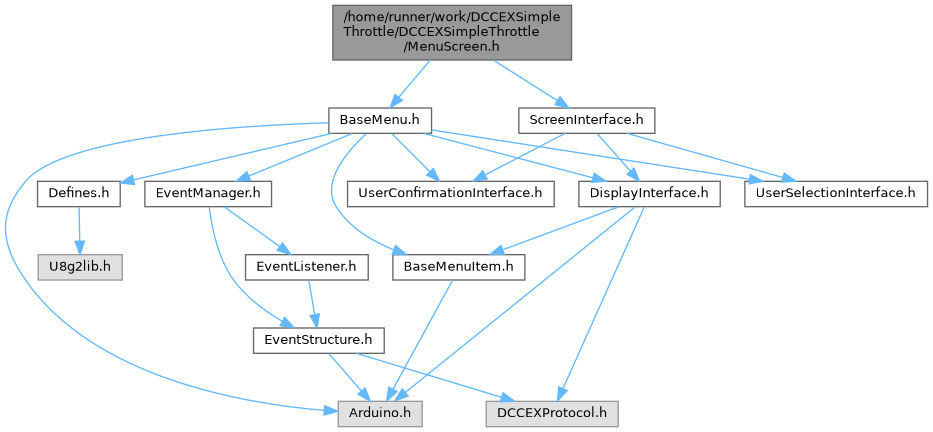 /home/runner/work/DCCEXSimple
Throttle/DCCEXSimpleThrottle
/MenuScreen.h
BaseMenu.h
ScreenInterface.h
Defines.h
EventManager.h
UserConfirmationInterface.h
DisplayInterface.h
UserSelectionInterface.h
U8g2lib.h
EventListener.h
BaseMenuItem.h
EventStructure.h
Arduino.h
DCCEXProtocol.h